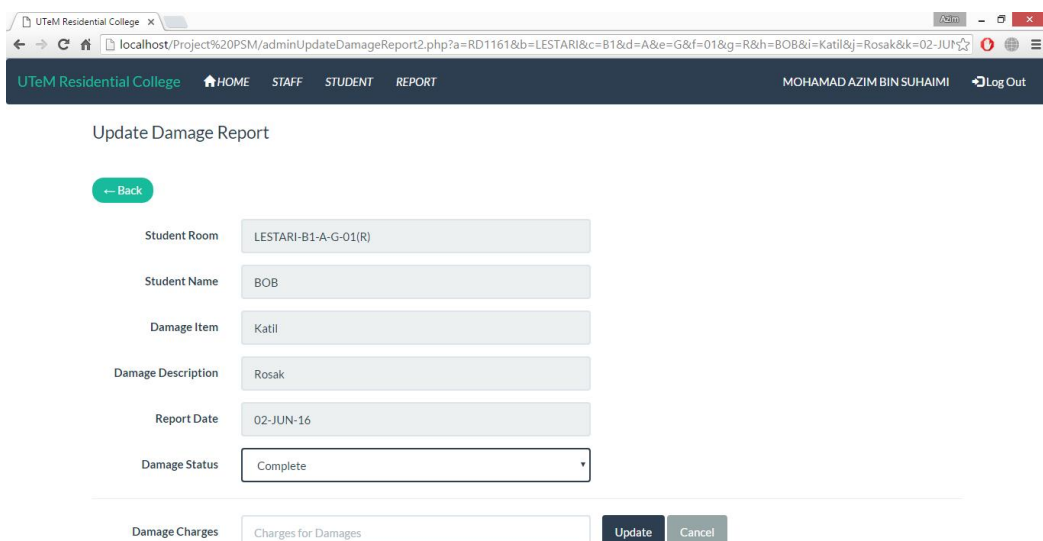 UTeM Residential College
Azim
localhost/Project%20PSM/adminUpdateDamageReport2.php?a=RD1161&b=LESTARI&c=B1&d=A&e=G&f=01&g=R&h=BOB&i=Katil&j=Rosak&k=02-JUN
UTeM Residential College HOME STAFF STUDENT REPORT MOHAMAD AZIM BIN SUHAIMI Log Out
Update Damage Report
← Back
Student Room LESTARI-B1-A-G-01(R)
Student Name BOB
Damage Item Katil
Damage Description Rosak
Report Date 02-JUN-16
Damage Status Complete
Damage Charges Charges for Damages Update Cancel